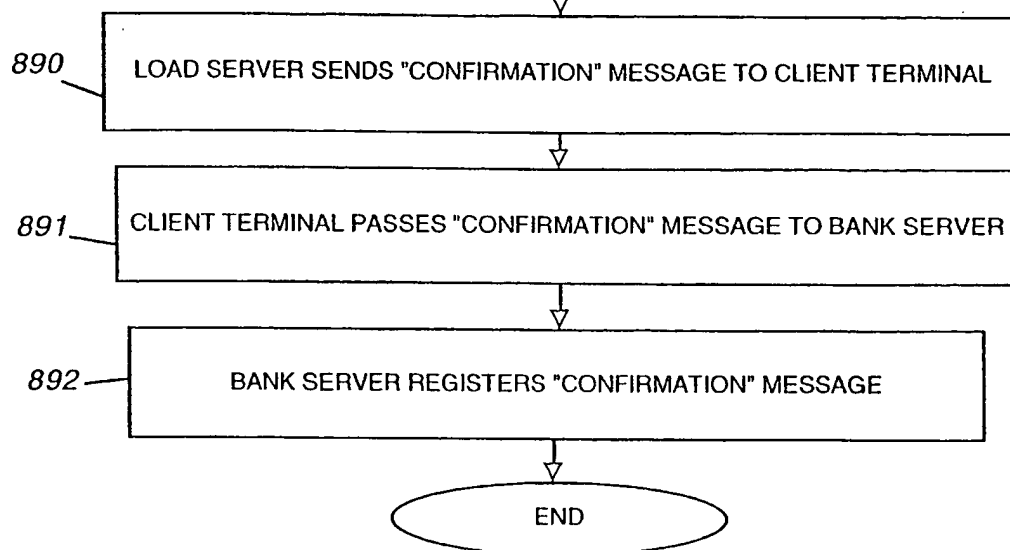 890
LOAD SERVER SENDS "CONFIRMATION" MESSAGE TO CLIENT TERMINAL
891
CLIENT TERMINAL PASSES "CONFIRMATION" MESSAGE TO BANK SERVER
892
BANK SERVER REGISTERS "CONFIRMATION" MESSAGE
END